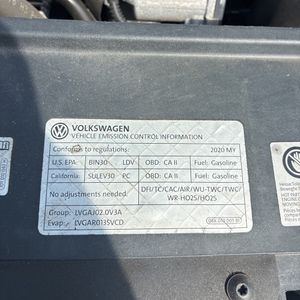 VOLKSWAGEN
VEHICLE EMISSION CONTROL INFORMATION
Conforms to regulations: 2020 MY
U.S. EPA BIN30 LDV OBD: CA II Fuel: Gasoline
California: SULEV30 PC OBD: CA II Fuel: Gasoline
No adjustments needed. DFI/TC/CAC/AIR/WU-TWC/TWC/
WR-HO2S/HO2S
Group: LVGAJ02.0V3A
Evap: LVGAR0135VCD